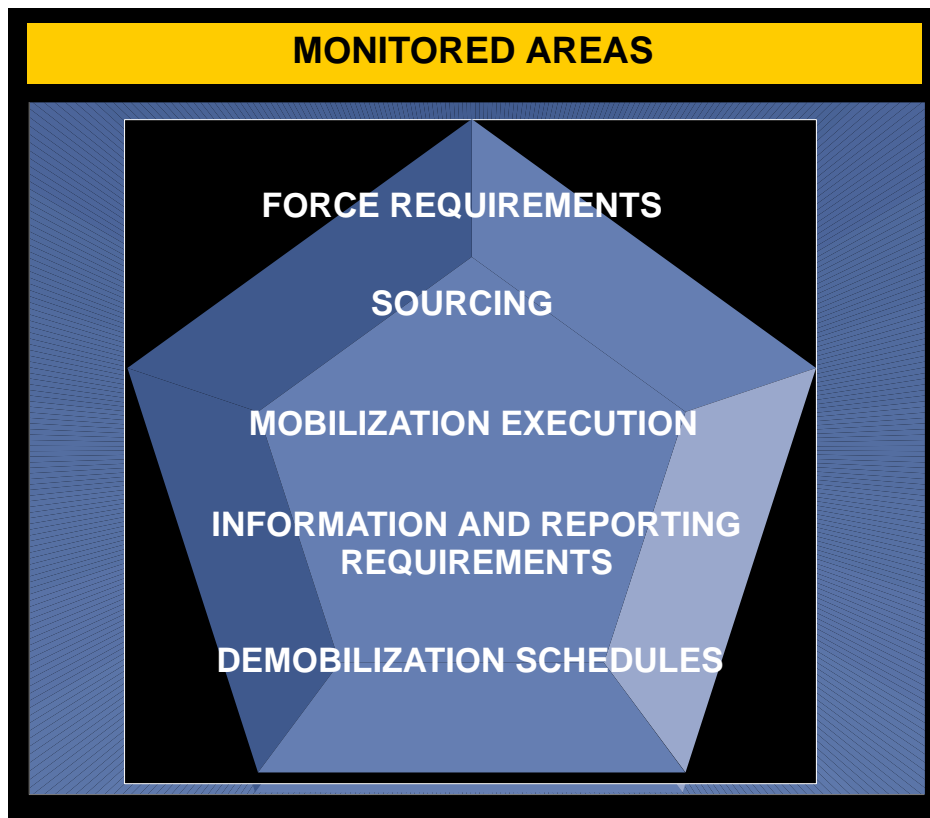 MONITORED AREAS
FORCE REQUIREMENTS
SOURCING
MOBILIZATION EXECUTION
INFORMATION AND REPORTING
REQUIREMENTS
DEMOBILIZATION SCHEDULES